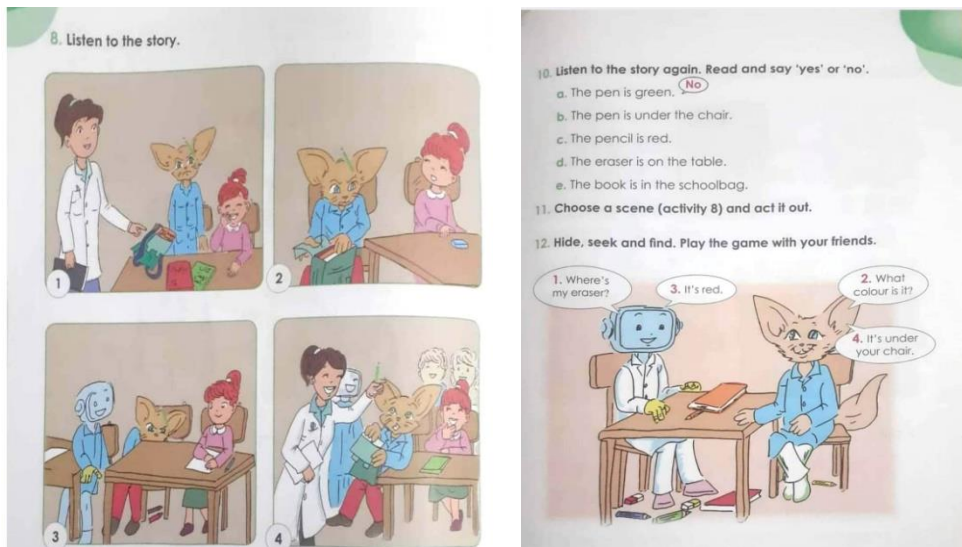 8. Listen to the story.
1
2
3
4
10. Listen to the story again. Read and say 'yes' or 'no'.
a. The pen is green. No
b. The pen is under the chair.
c. The pencil is red.
d. The eraser is on the table.
e. The book is in the schoolbag.
11. Choose a scene (activity 8) and act it out.
12. Hide, seek and find. Play the game with your friends.
1. Where's
my eraser?
3. It's red.
2. What
colour is it?
4. It's under
your chair.